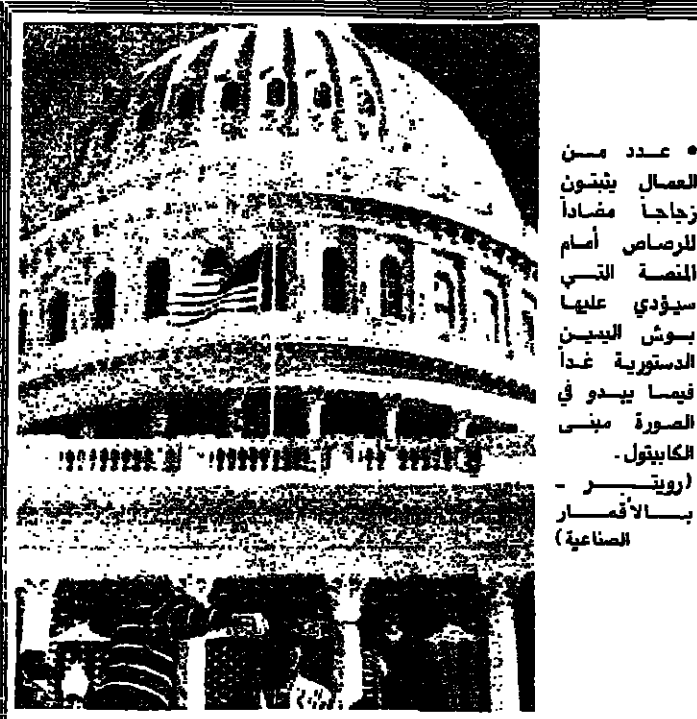 • عدد من
العمال يثبتون
زجاجاً مضاداً
للرصاص أمام
المنصة التي
سيؤدي عليها
بوش اليمين
الدستورية غداً
فيما يبدو في
الصورة مبنى
الكابيتول.
(رويتر -
بالأقمار
الصناعية)